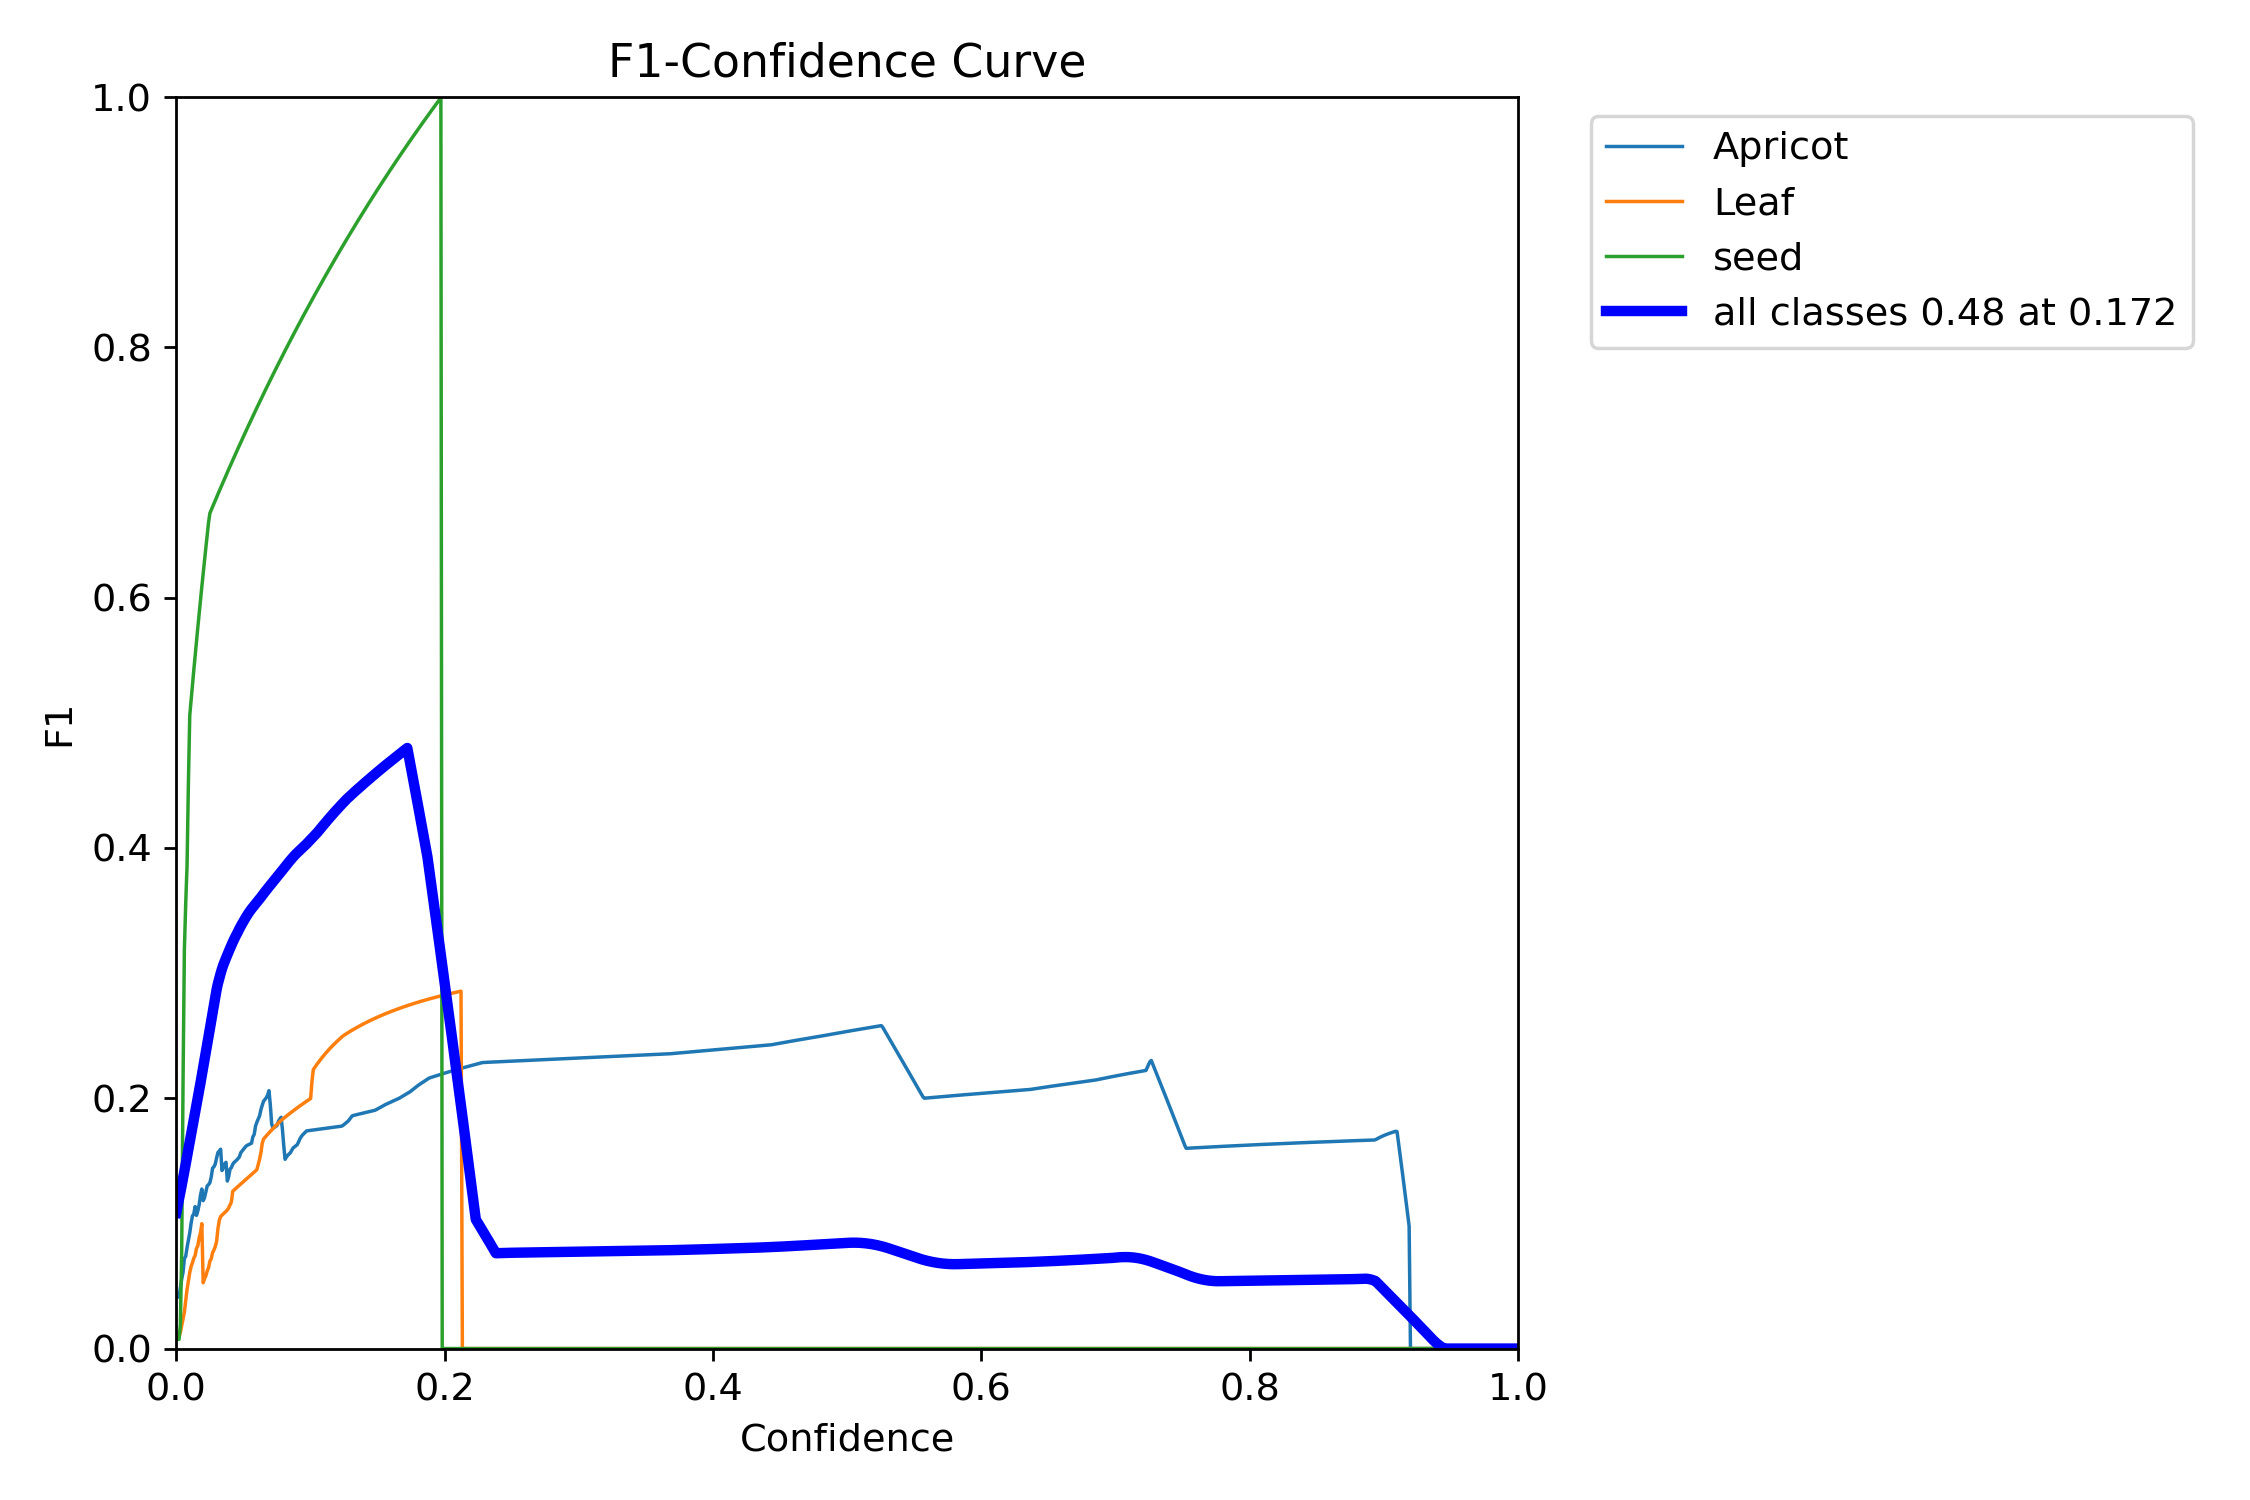 F1-Confidence Curve
1.0
0.8
0.6
0.4
0.2
0.0
F1
0.0 0.2 0.4 0.6 0.8 1.0
Confidence
Apricot
Leaf
seed
all classes 0.48 at 0.172